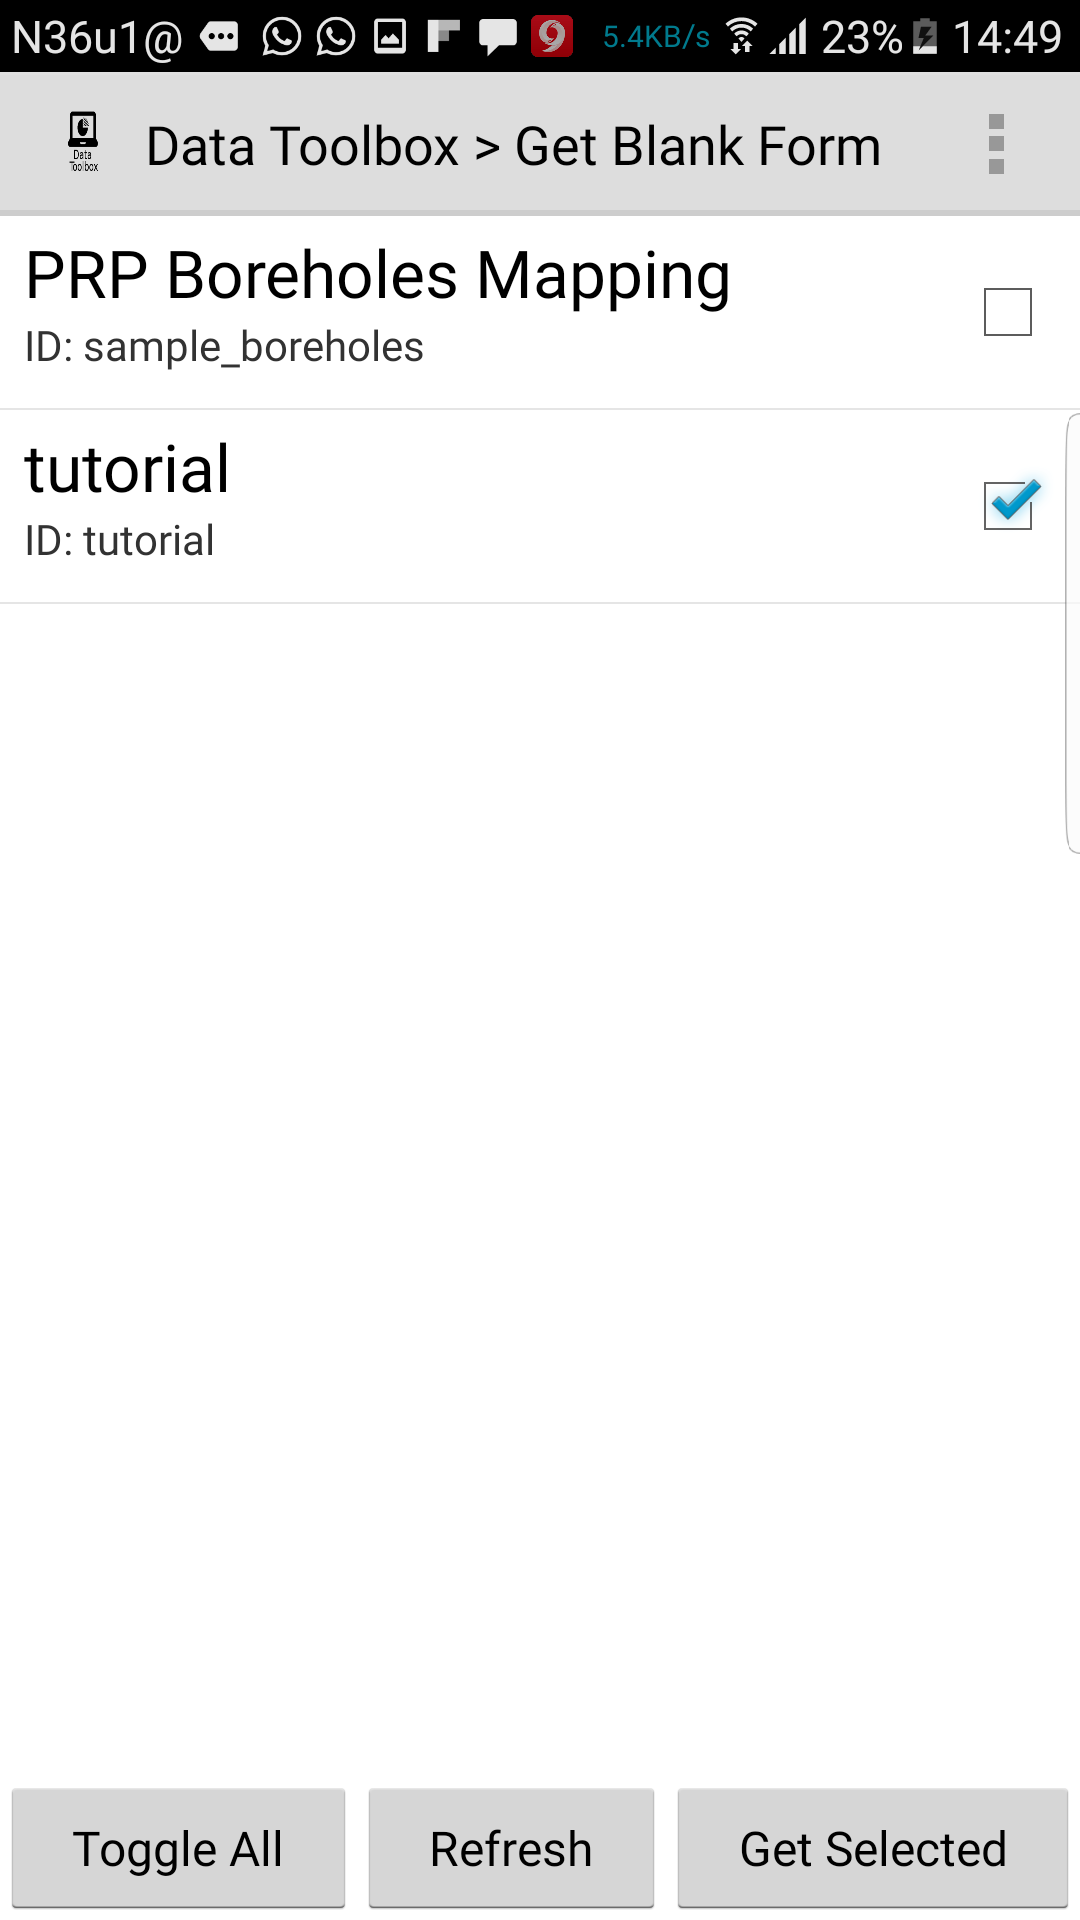 N36u1@ 5.4KB/s 23% 14:49
Data Toolbox
Data Toolbox > Get Blank Form
PRP Boreholes Mapping
ID: sample_boreholes
tutorial
ID: tutorial
Toggle All Refresh Get Selected